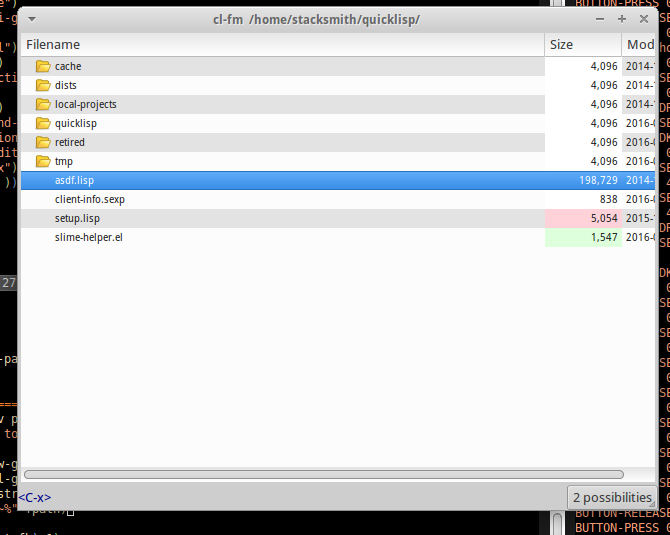 cl-fm /home/stacksmith/quicklisp/
Filename Size Mod
cache 4,096 2014-
dists 4,096 2014-
local-projects 4,096 2014-
quicklisp 4,096 2016-
retired 4,096 2016-
tmp 4,096 2016-
asdf.lisp 198,729 2014-
client-info.sexp 838 2016-
setup.lisp 5,054 2015-
slime-helper.el 1,547 2016-
27
<C-x> 2 possibilities
BUTTON-RELEASE
BUTTON-PRESS